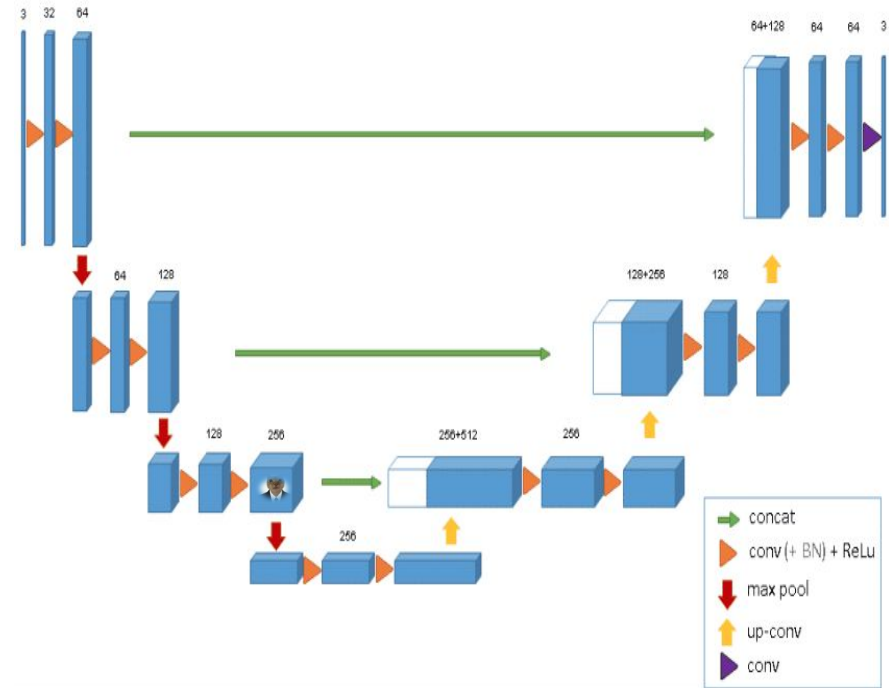 3 32 64
64+128 64 64 3
64 128
128+256 128
128 256
256+512 256
256
concat
conv (+ BN) + ReLu
max pool
up-conv
conv